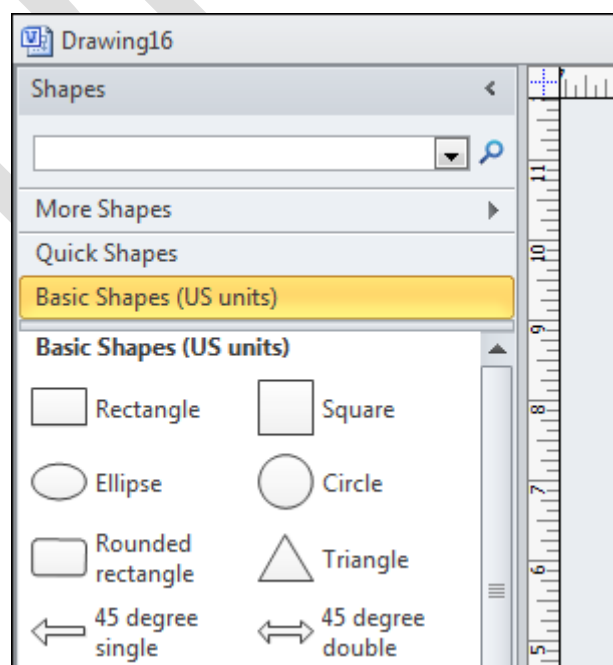 Drawing16
Shapes
More Shapes
Quick Shapes
Basic Shapes (US units)
Basic Shapes (US units)
Rectangle
Square
Ellipse
Circle
Rounded
rectangle
Triangle
45 degree
single
45 degree
double
11
10
9
8
7
6
5